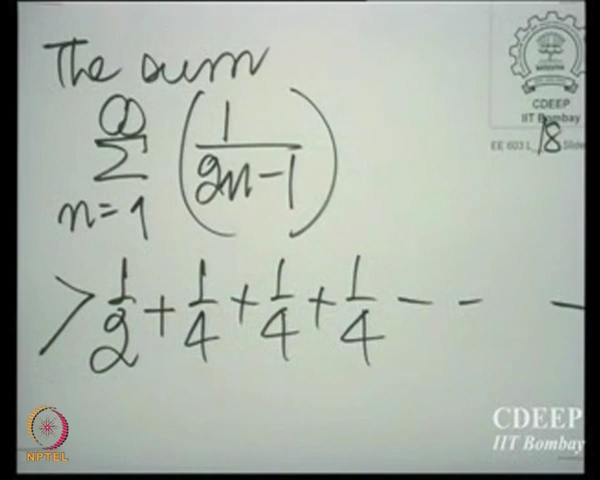 The sum
∞
Σ (1/(2n-1))
n=1
> 1/2 + 1/4 + 1/4 + 1/4 - - -
CDEEP
IIT Bombay
EE 603 L 18 Slide
NPTEL
CDEEP
IIT Bombay